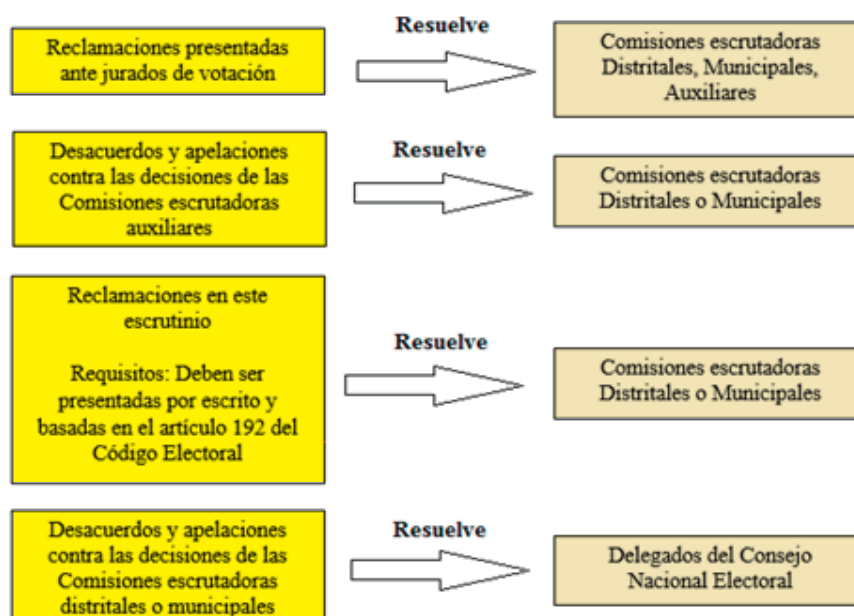 Reclamaciones presentadas
ante jurados de votación
Resuelve
Comisiones escrutadoras
Distritales, Municipales,
Auxiliares
Desacuerdos y apelaciones
contra las decisiones de las
Comisiones escrutadoras
auxiliares
Resuelve
Comisiones escrutadoras
Distritales o Municipales
Reclamaciones en este
escrutinio
Requisitos: Deben ser
presentadas por escrito y
basadas en el artículo 192 del
Código Electoral
Resuelve
Comisiones escrutadoras
Distritales o Municipales
Desacuerdos y apelaciones
contra las decisiones de las
Comisiones escrutadoras
distritales o municipales
Resuelve
Delegados del Consejo
Nacional Electoral